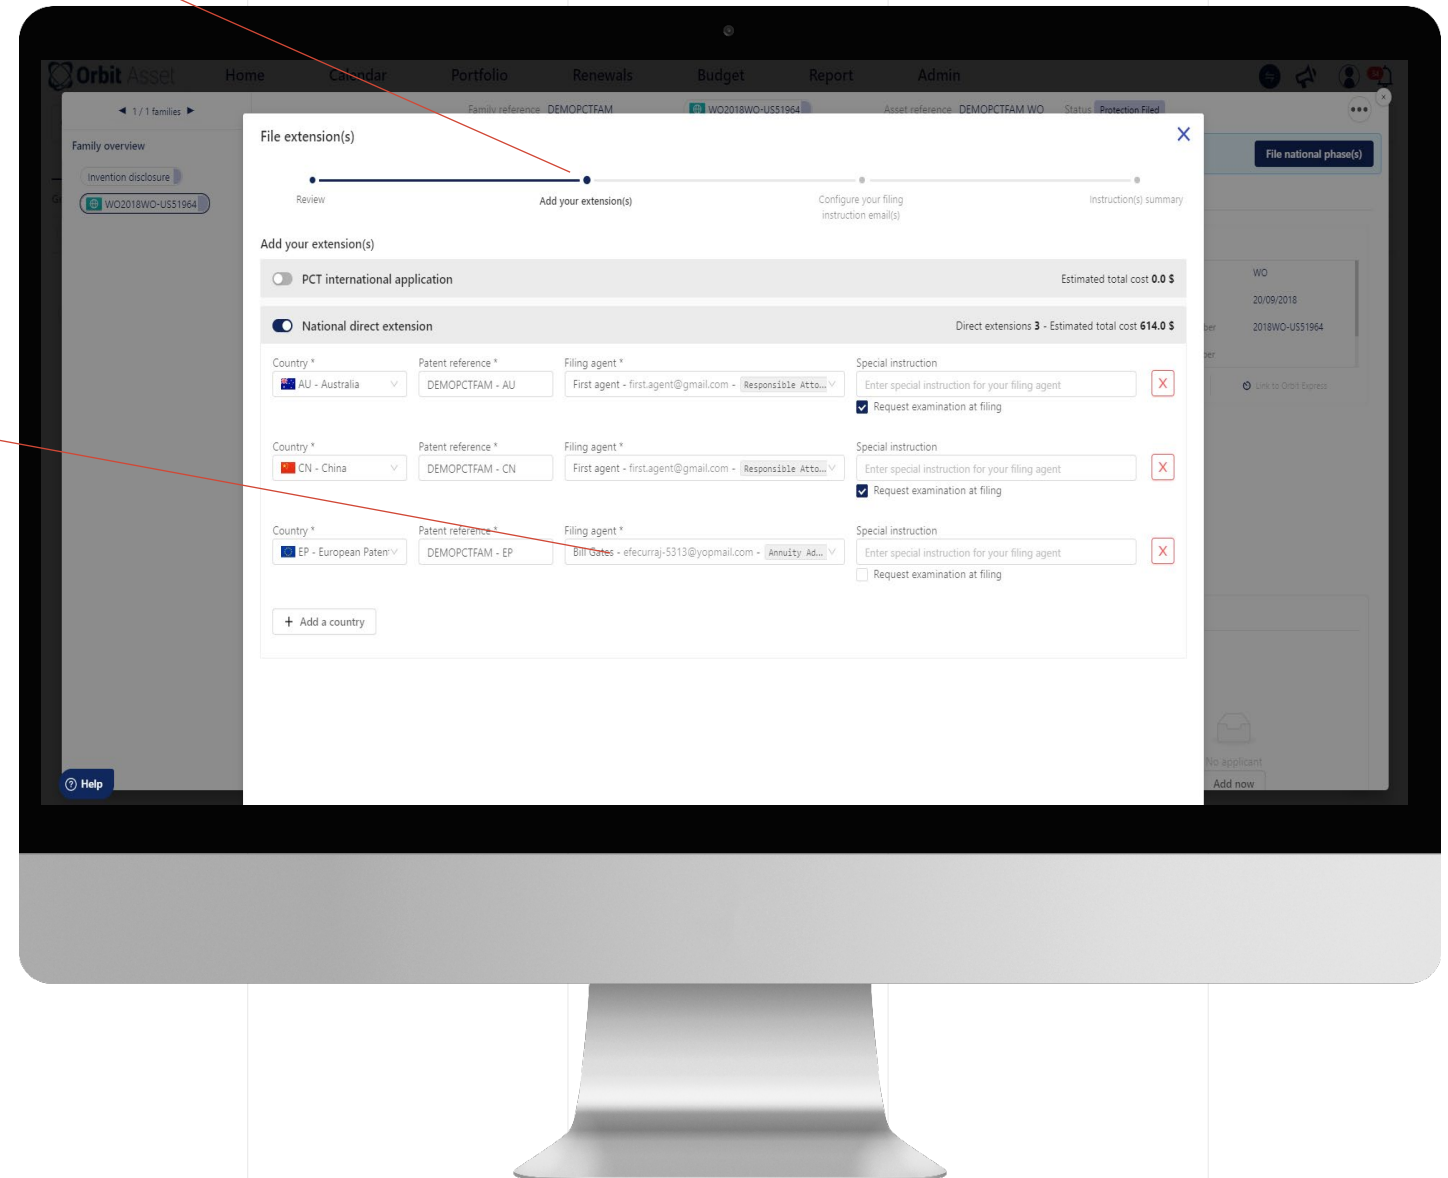 Orbit Asset Home Calendar Portfolio Renewals Budget Report Admin
1 / 1 families
Family reference DEMOPCTFAM WO2018WO-US51964 Asset reference DEMOPCTFAM WO Status Protection Filed
Family overview
Invention disclosure
WO2018WO-US51964
File national phase(s)
File extension(s) X
Review Add your extension(s) Configure your filing instruction email(s) Instruction(s) summary
Add your extension(s)
PCT international application Estimated total cost 0.0 $
National direct extension Direct extensions 3 - Estimated total cost 614.0 $
Country * Patent reference * Filing agent * Special instruction
AU - Australia DEMOPCTFAM - AU First agent - first.agent@gmail.com - Responsible Atto... Enter special instruction for your filing agent X
Request examination at filing
Country * Patent reference * Filing agent * Special instruction
CN - China DEMOPCTFAM - CN First agent - first.agent@gmail.com - Responsible Atto... Enter special instruction for your filing agent X
Request examination at filing
Country * Patent reference * Filing agent * Special instruction
EP - European Paten DEMOPCTFAM - EP Bill Gates - efecurraj-5313@yopmail.com - Annuity Ad... Enter special instruction for your filing agent X
Request examination at filing
+ Add a country
WO
20/09/2018
ber 2018WO-US51964
ber
Link to Orbit Express
No applicant
Add now
Help